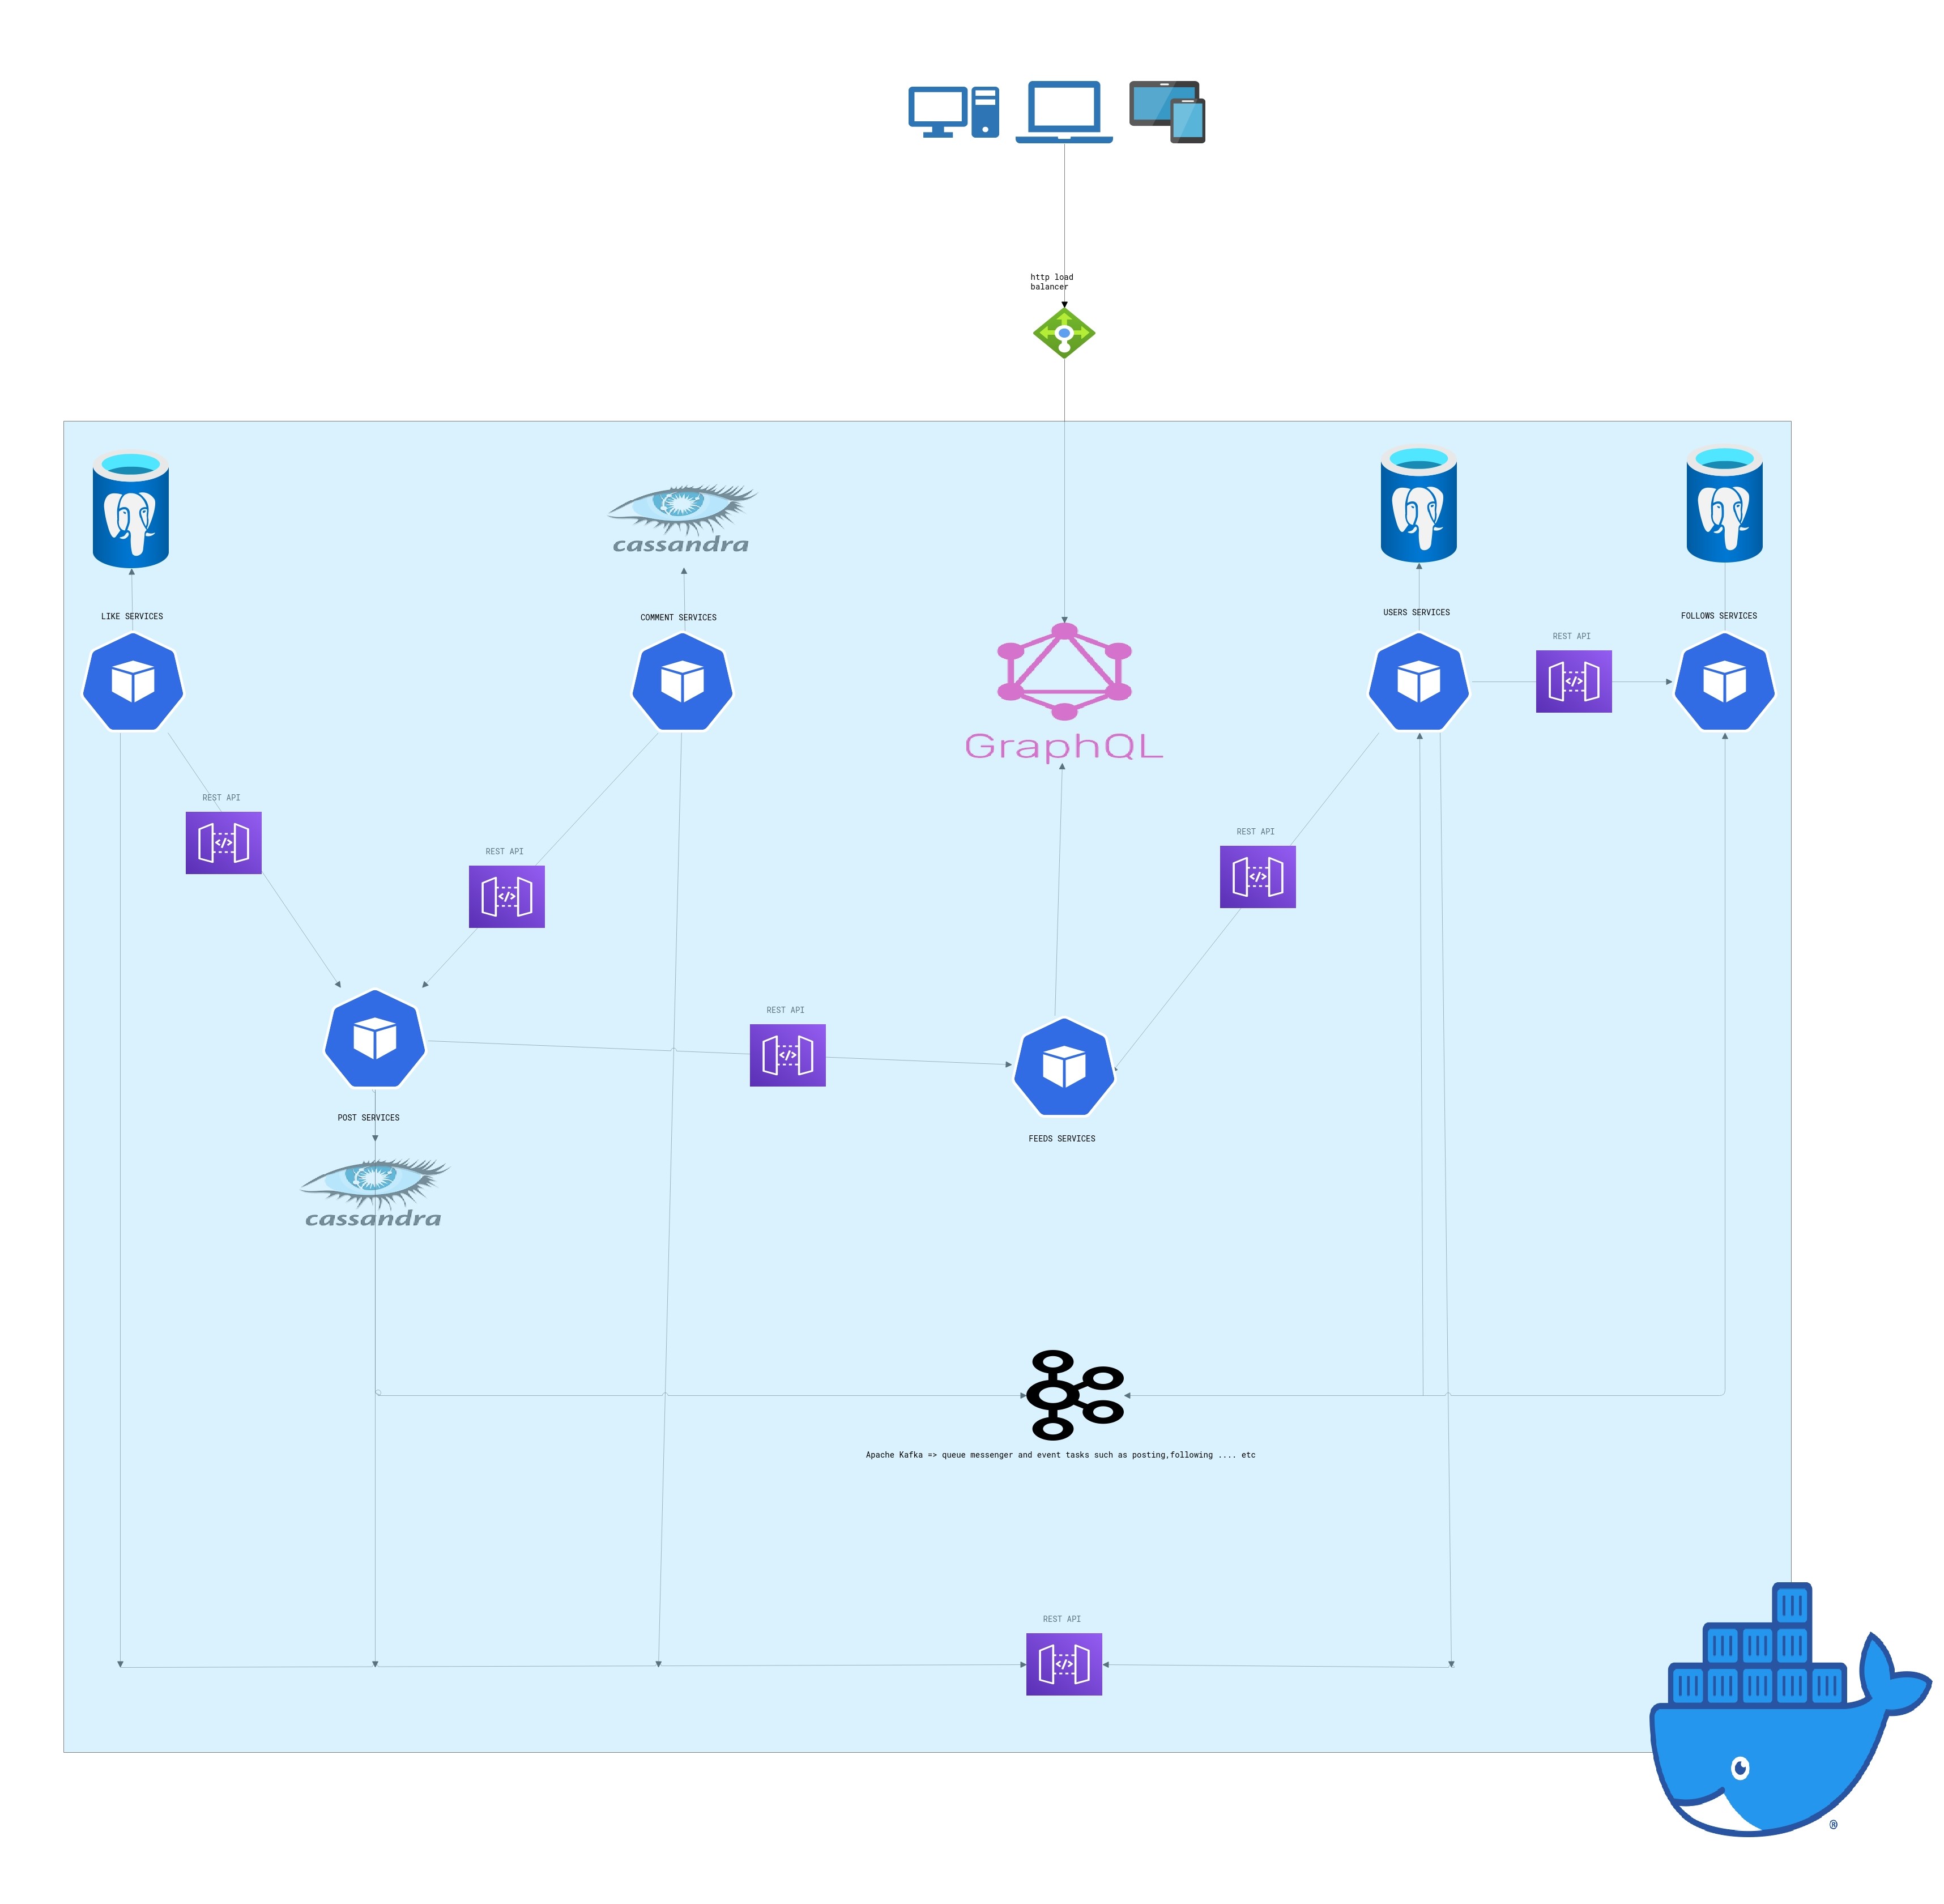 http load
balancer
cassandra
LIKE SERVICES
COMMENT SERVICES
USERS SERVICES
FOLLOWS SERVICES
REST API
GraphQL
REST API
REST API
REST API
REST API
POST SERVICES
FEEDS SERVICES
cassandra
Apache Kafka => queue messenger and event tasks such as posting,following .... etc
REST API
®